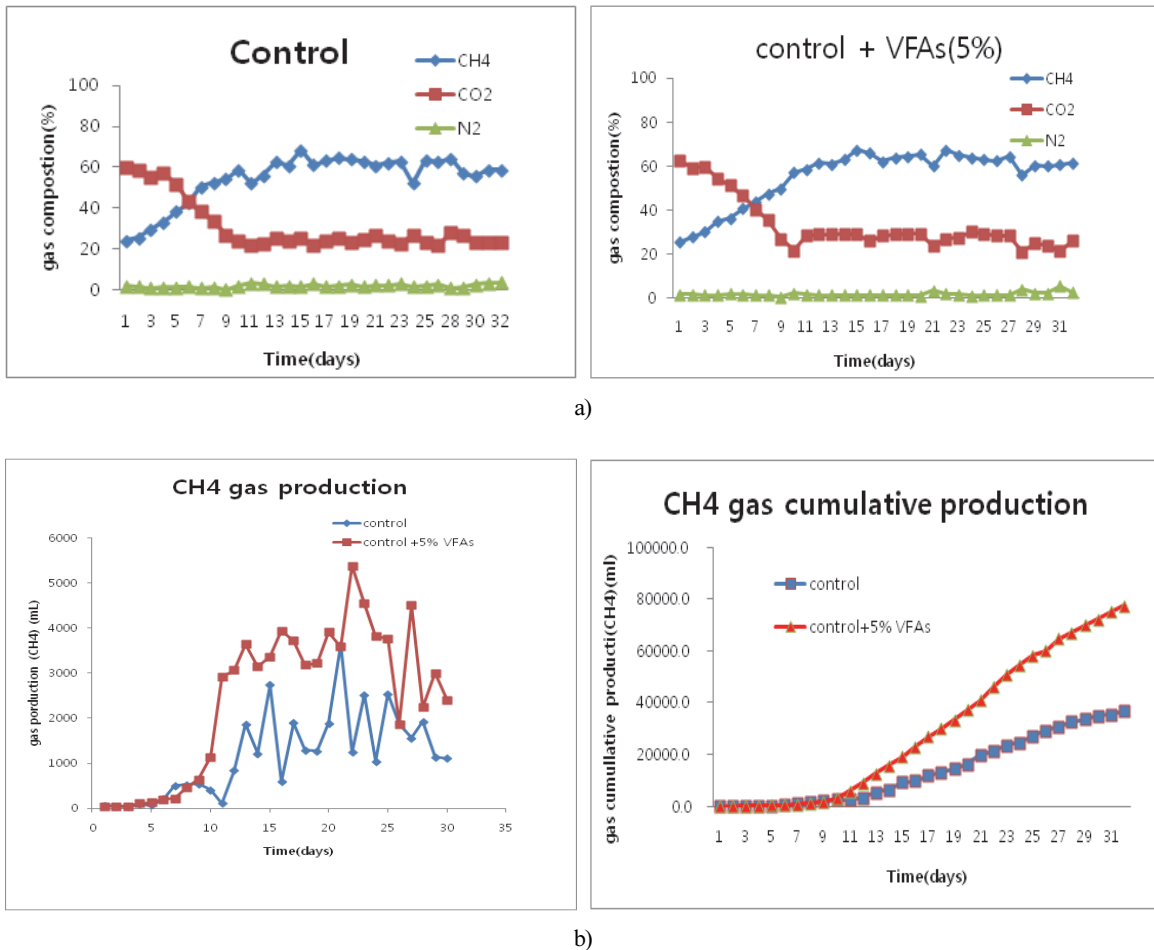 Control
CH4
CO2
N2
gas compostion(%)
100
80
60
40
20
0
1 3 5 7 9 11 13 15 17 19 21 23 25 27 28 30 32
Time(days)
control + VFAs(5%)
CH4
CO2
N2
gas compostion(%)
100
80
60
40
20
0
1 3 5 7 9 10 12 13 15 17 19 20 21 23 25 27 28 29 31
Time(days)
a)
CH4 gas production
control
control +5% VFAs
gas porduction (CH4) (mL)
6000
5000
4000
3000
2000
1000
0
0 5 10 15 20 25 30 35
Time(days)
CH4 gas cumulative production
control
control+5% VFAs
gas cumullative producti(CH4)(ml)
100000.0
80000.0
60000.0
40000.0
20000.0
0.0
1 3 5 7 9 11 13 15 17 19 21 23 25 27 29 31
Time(days)
b)